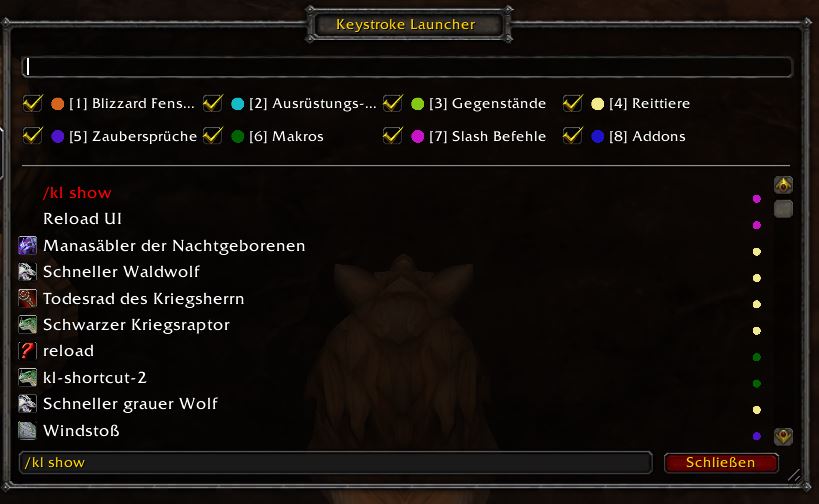 Keystroke Launcher
[1] Blizzard Fens... [2] Ausrüstungs-... [3] Gegenstände [4] Reittiere
[5] Zaubersprüche [6] Makros [7] Slash Befehle [8] Addons
/kl show
Reload UI
Manasäbler der Nachtgeborenen
Schneller Waldwolf
Todesrad des Kriegsherrn
Schwarzer Kriegsraptor
reload
kl-shortcut-2
Schneller grauer Wolf
Windstoß
/kl show Schließen